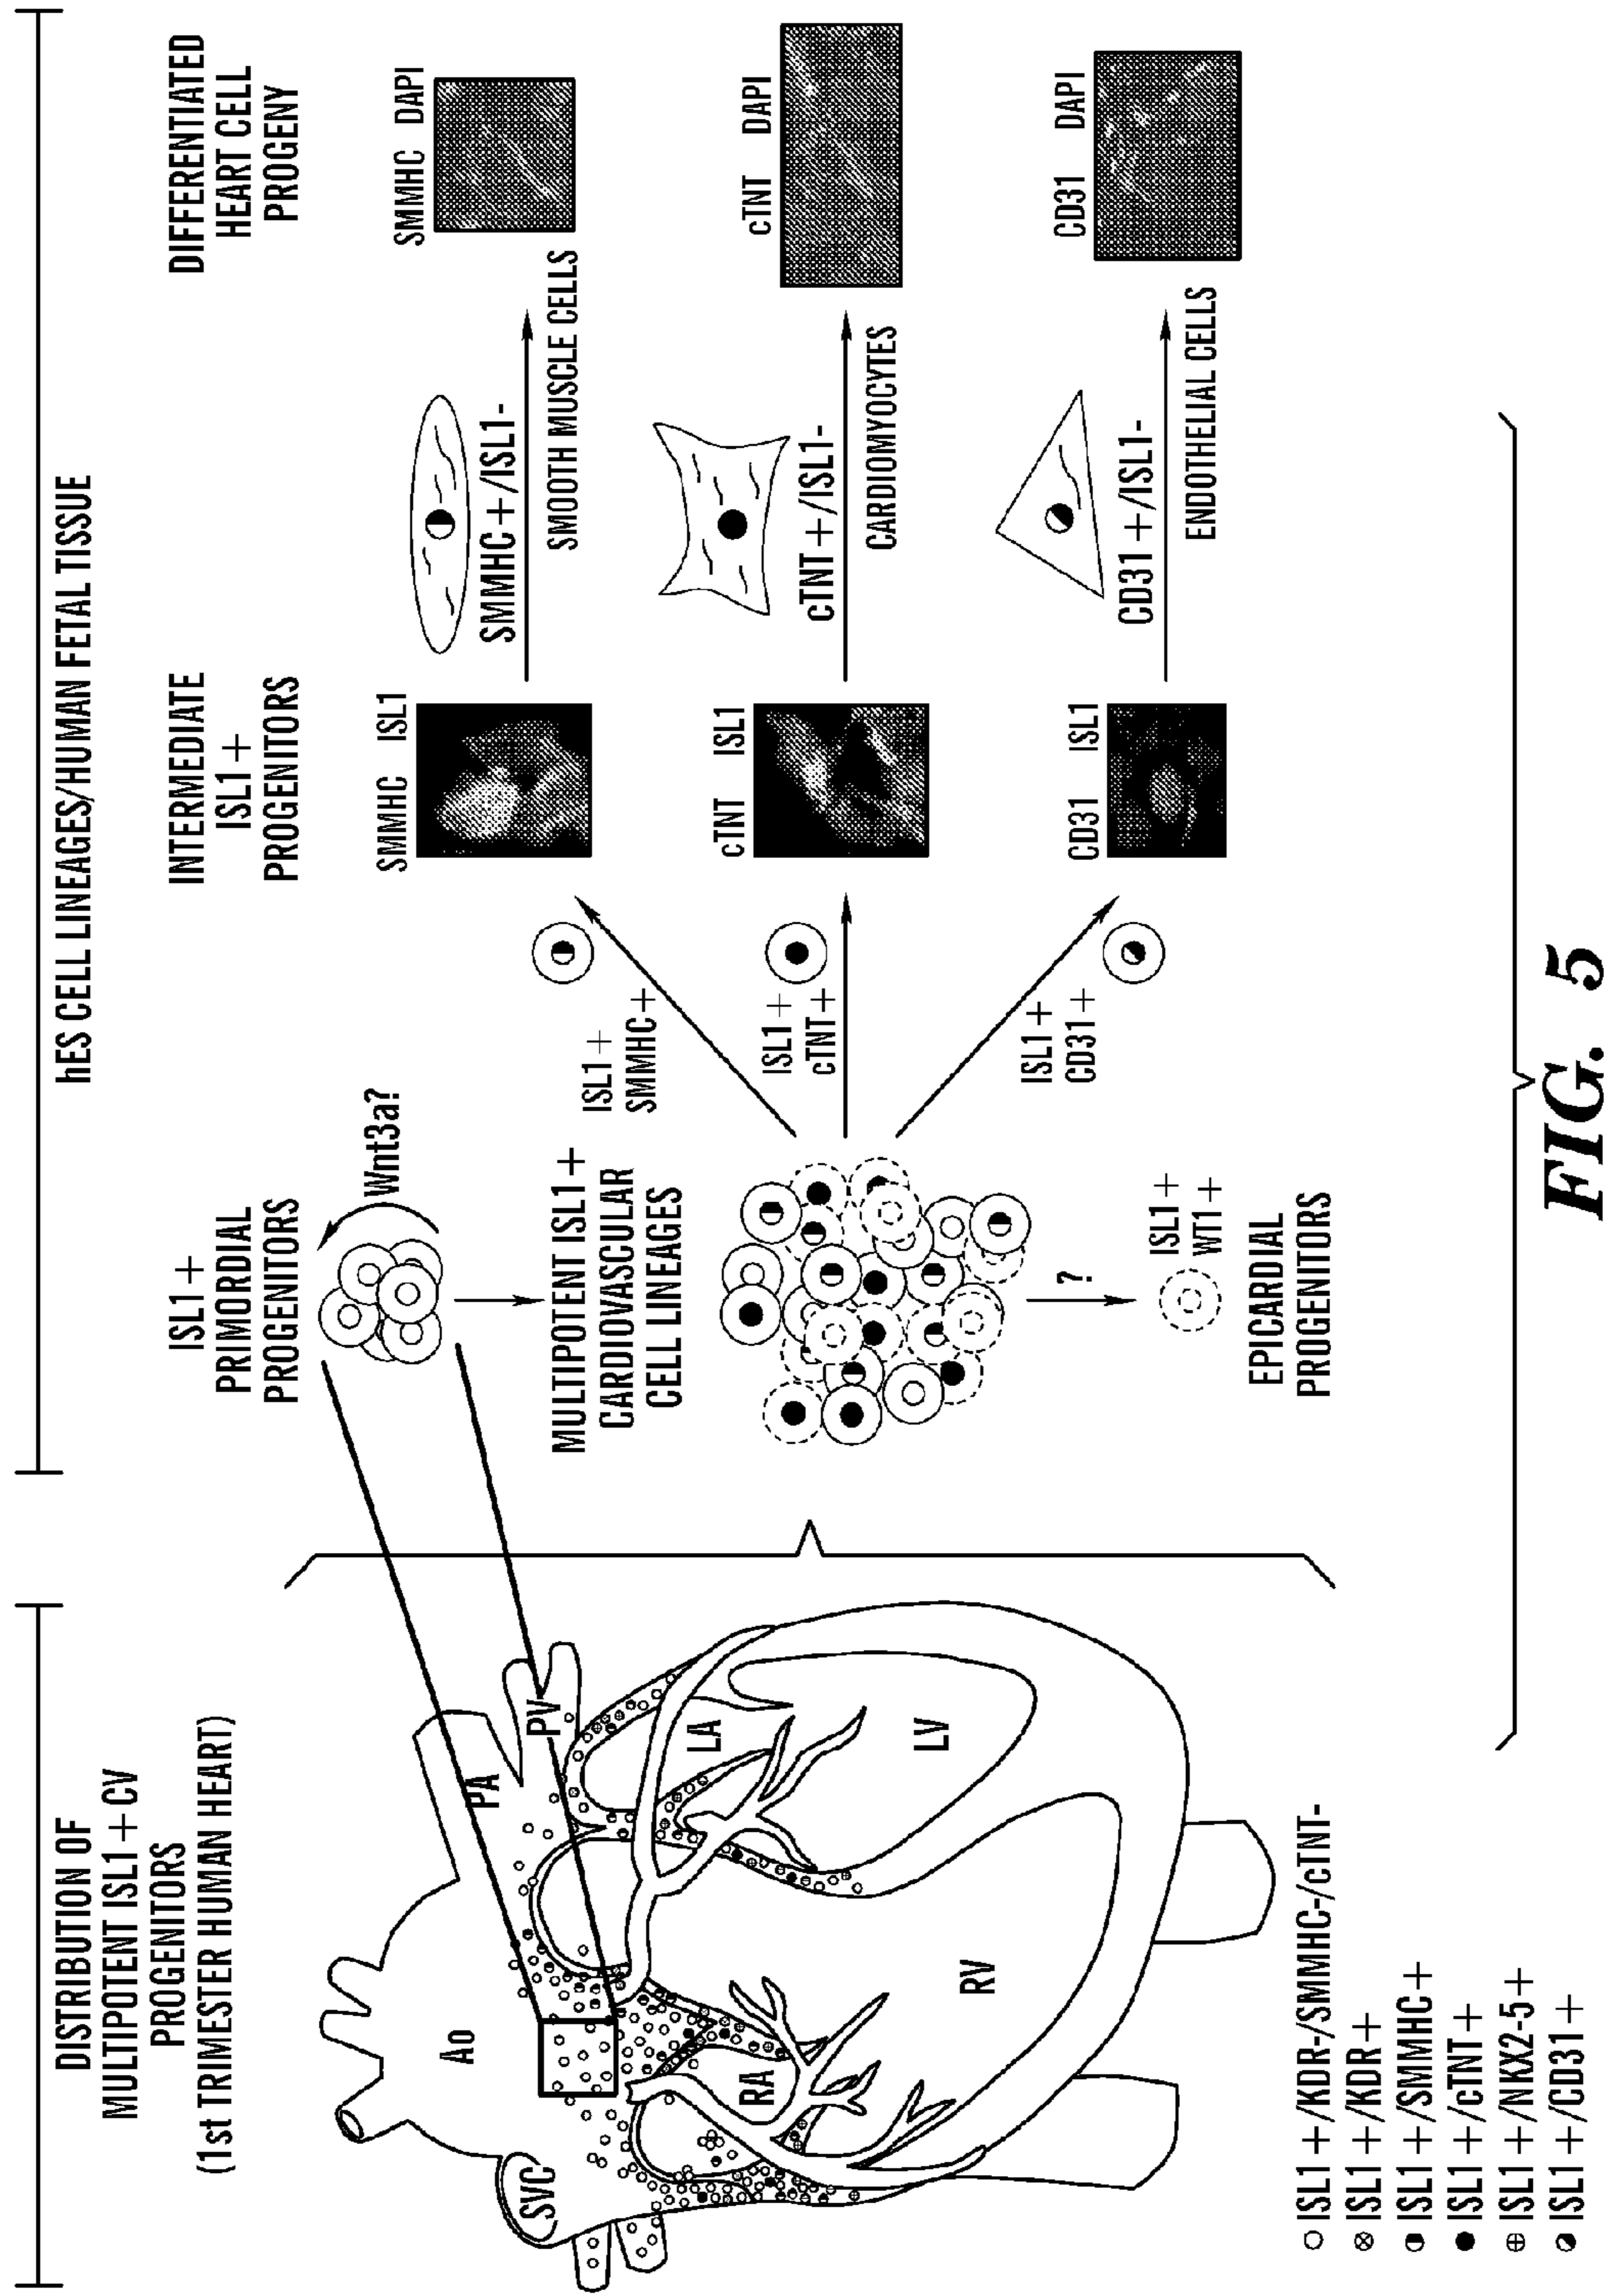 DISTRIBUTION OF
MULTIPOTENT ISL1+CV
PROGENITORS
(1st TRIMESTER HUMAN HEART)
SVC
Ao
PA
PV
RA
LA
RV
LV
ISL1+/KDR-/SMMHC-/cTNT-
ISL1+/KDR+
ISL1+/SMMHC+
ISL1+/cTNT+
ISL1+/NKX2-5+
ISL1+/CD31+
hES CELL LINEAGES/HUMAN FETAL TISSUE
ISL1+
PRIMORDIAL
PROGENITORS
Wnt3a?
MULTIPOTENT ISL1+
CARDIOVASCULAR
CELL LINEAGES
?
ISL1+
WT1+
EPICARDIAL
PROGENITORS
ISL1+
SMMHC+
ISL1+
cTNT+
ISL1+
CD31+
INTERMEDIATE
ISL1+
PROGENITORS
SMMHC ISL1
cTNT ISL1
CD31 ISL1
SMMHC+/ISL1-
SMOOTH MUSCLE CELLS
cTNT+/ISL1-
CARDIOMYOCYTES
CD31+/ISL1-
ENDOTHELIAL CELLS
DIFFERENTIATED
HEART CELL
PROGENY
SMMHC DAPI
cTNT DAPI
CD31 DAPI
FIG. 5